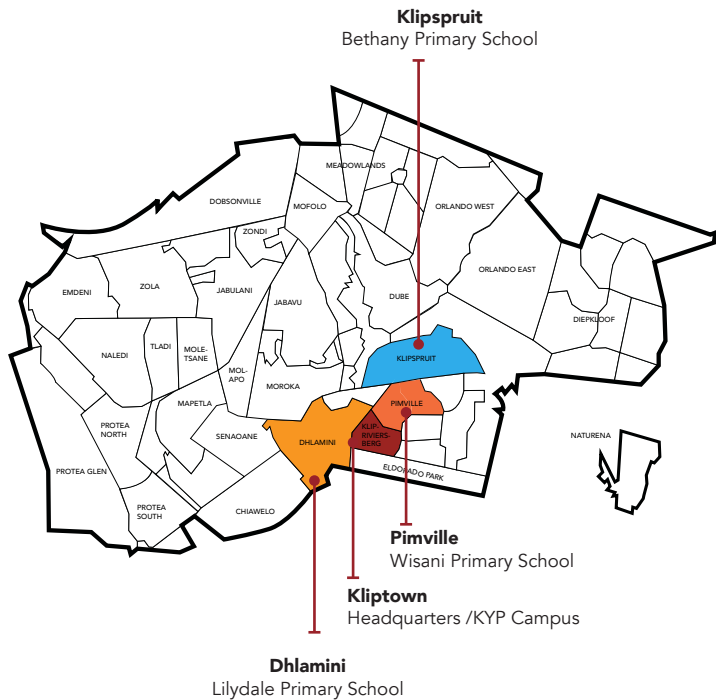 Klipspruit
Bethany Primary School
MEADOWLANDS
DOBSONVILLE
MOFOLO
ORLANDO WEST
ZONDI
ORLANDO EAST
EMDENI
ZOLA
JABULANI
DUBE
JABAVU
DIEPKLOOF
NALEDI
TLADI
MOLE-
TSANE
KLIPSPRUIT
MOL-
APO
MOROKA
MAPETLA
PIMVILLE
PROTEA
NORTH
SENAOANE
DHLAMINI
KLIP-
RIVIERS-
BERG
NATURENA
PROTEA GLEN
ELDORADO PARK
PROTEA
SOUTH
CHIAWELO
Pimville
Wisani Primary School
Kliptown
Headquarters /KYP Campus
Dhlamini
Lilydale Primary School